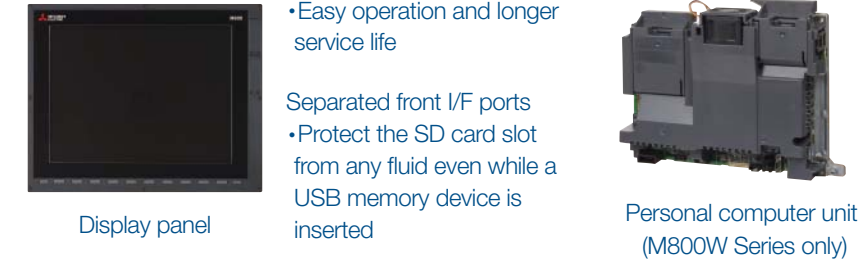 •Easy operation and longer
service life
Separated front I/F ports
•Protect the SD card slot
from any fluid even while a
USB memory device is
inserted
Display panel
Personal computer unit
(M800W Series only)